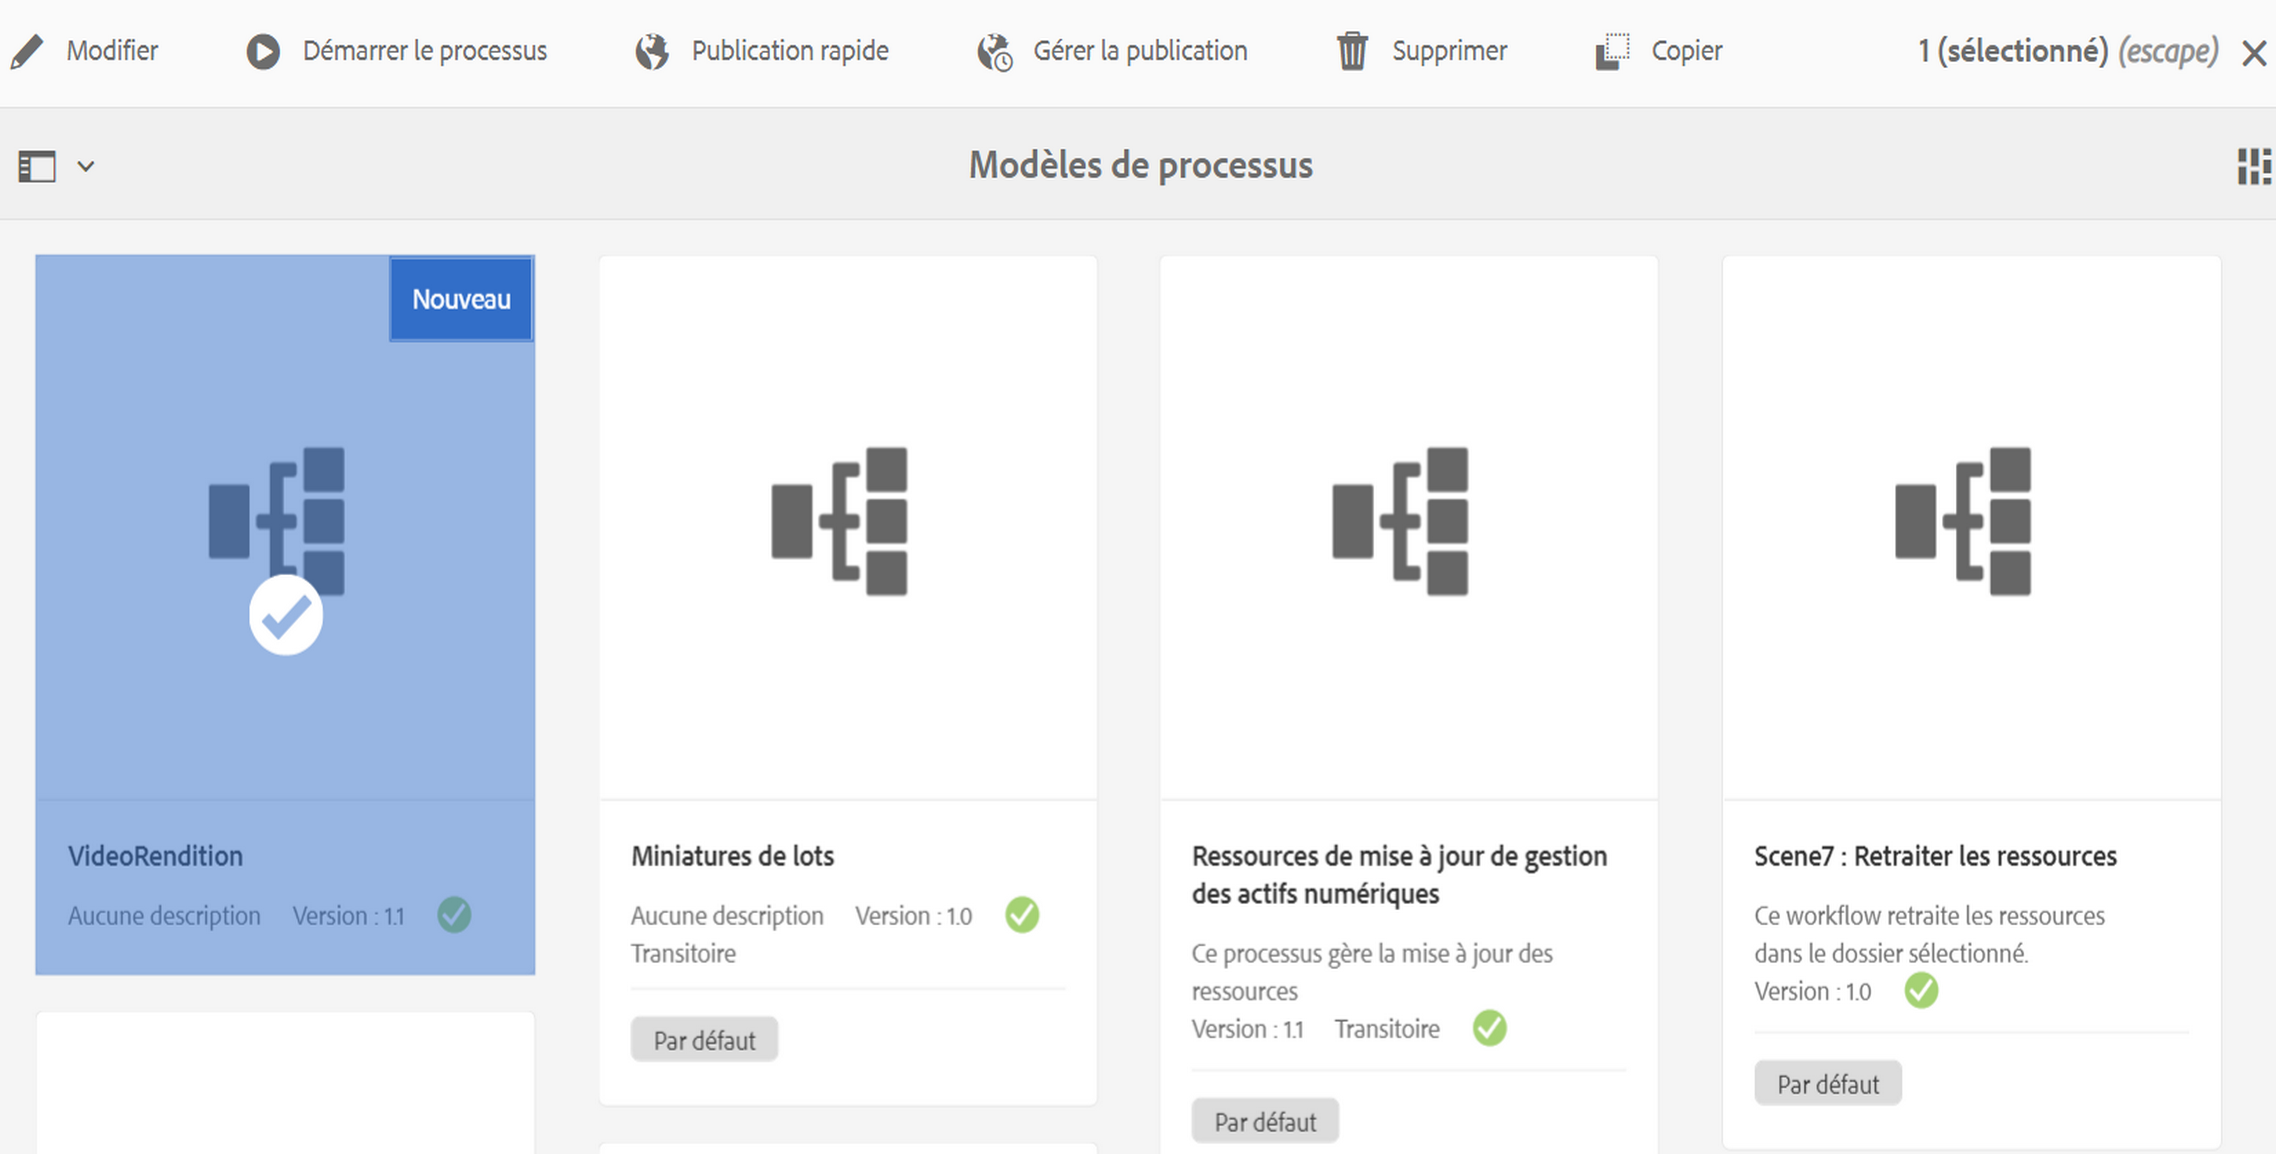 Modifier
Démarrer le processus
Publication rapide
Gérer la publication
Supprimer
Copier
1 (sélectionné) (escape)
Modèles de processus
Nouveau
VideoRendition
Aucune description Version : 1.1
Miniatures de lots
Aucune description Version : 1.0
Transitoire
Par défaut
Ressources de mise à jour de gestion
des actifs numériques
Ce processus gère la mise à jour des
ressources
Version : 1.1 Transitoire
Par défaut
Scene7 : Retraiter les ressources
Ce workflow retraite les ressources
dans le dossier sélectionné.
Version : 1.0
Par défaut